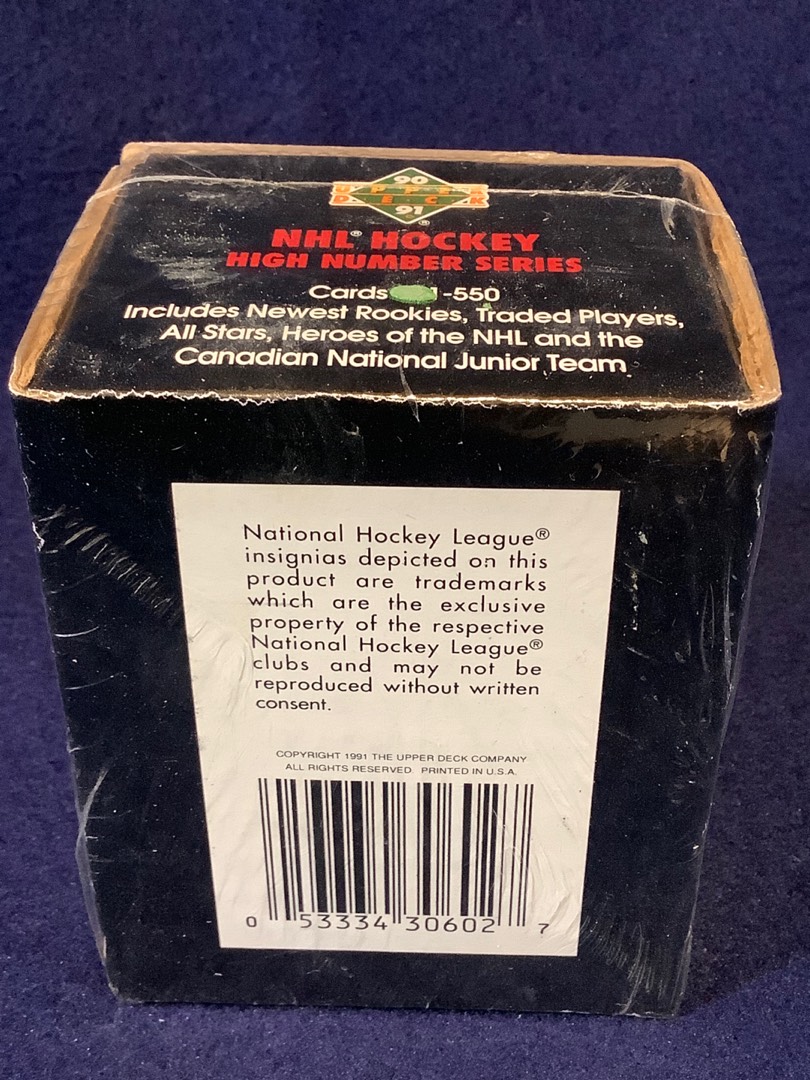 90
UPPER
DECK
91
NHL® HOCKEY
HIGH NUMBER SERIES
Cards 1-550
Includes Newest Rookies, Traded Players,
All Stars, Heroes of the NHL and the
Canadian National Junior Team.
National Hockey League®
insignias depicted on this
product are trademarks
which are the exclusive
property of the respective
National Hockey League®
clubs and may not be
reproduced without written
consent.
COPYRIGHT 1991 THE UPPER DECK COMPANY
ALL RIGHTS RESERVED. PRINTED IN U.S.A.
0 53334 30602 7